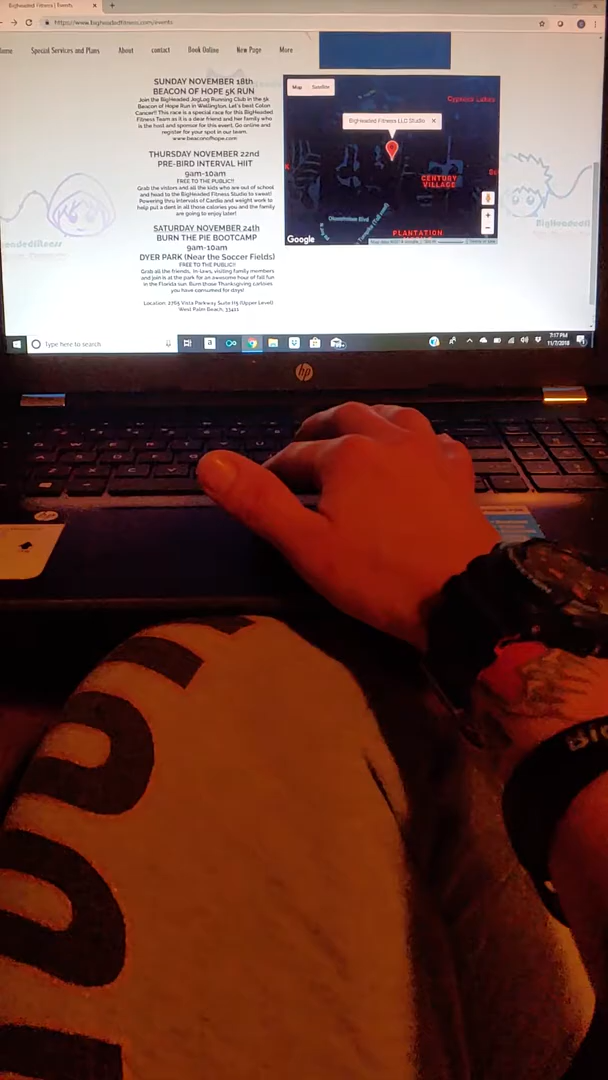 BigHeaded Fitness | Events
https://www.bigheadedfitness.com/events
Special Services and Plans About contact Book Online New Page More
SUNDAY NOVEMBER 18th
BEACON OF HOPE 5K RUN
Join the BigHeaded JogLog Running Club in the 5k
Beacon of Hope Run in Wellington. Let's beat Colon
Cancer!! This race is a special race for this BigHeaded
Fitness Team as it is a dear friend and her family who
is the host and sponsor for this event. Go online and
register for your spot in our team.
www.beaconofhope.com
THURSDAY NOVEMBER 22nd
PRE-BIRD INTERVAL HIIT
9am-10am
FREE TO THE PUBLIC!!
Grab the vistors and all the kids who are out of school
and head to the BigHeaded Fitness Studio to sweat!
Powering thru Intervals of Cardio and weight work to
help put a dent in all those calories you and the family
are going to enjoy later!
SATURDAY NOVEMBER 24th
BURN THE PIE BOOTCAMP
9am-10am
DYER PARK (Near the Soccer Fields)
FREE TO THE PUBLIC!!
Grab all the friends, in-laws, visiting family members
and join is at the park for an awesome hour of fall fun
in the Florida sun. Burn those Thanksgiving calories
you have consumed for days!
Location: 2765 Vista Parkway Suite H9 (Upper Level)
West Palm Beach, 33411
Map Satellite
Cypress Lakes
BigHeaded Fitness LLC Studio
CENTURY
VILLAGE
Okeechobee Blvd
PLANTATION
Google
BigHeaded
Type here to search
7:17 PM
11/7/2018
hp